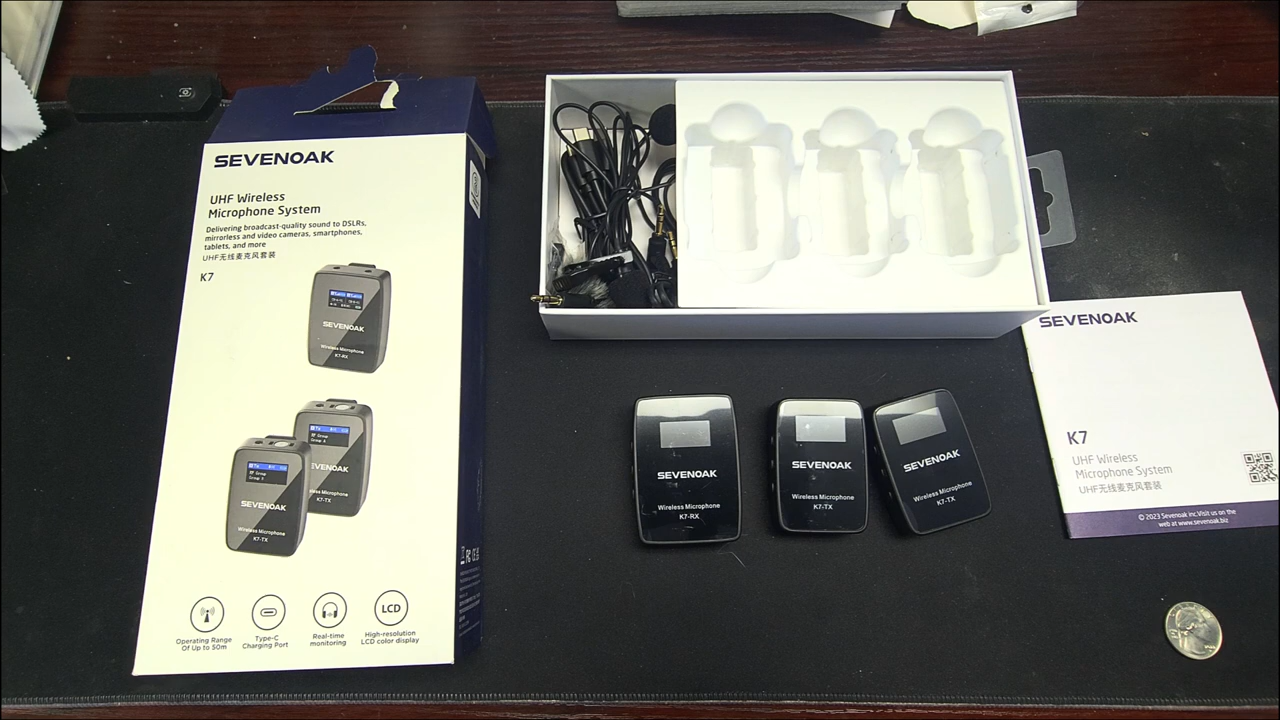 SEVENOAK
UHF Wireless
Microphone System
Delivering broadcast-quality sound to DSLRs,
mirrorless and video cameras, smartphones,
tablets, and more
UHF无线麦克风套装
K7
SEVENOAK
Wireless Microphone
K7-RX
SEVENOAK
K7-TX
Group
SEVENOAK
Wireless Microphone
K7-TX
Operating Range
Of Up to 50m
Type-C
Charging Port
Real-time
monitoring
LCD
High-resolution
LCD color display
SEVENOAK
Wireless Microphone
K7-RX
SEVENOAK
Wireless Microphone
K7-TX
SEVENOAK
Wireless Microphone
K7-TX
SEVENOAK
K7
UHF Wireless
Microphone System
UHF无线麦克风套装
© 2023 Sevenoak inc.Visit us on the
web at www.sevenoak.biz